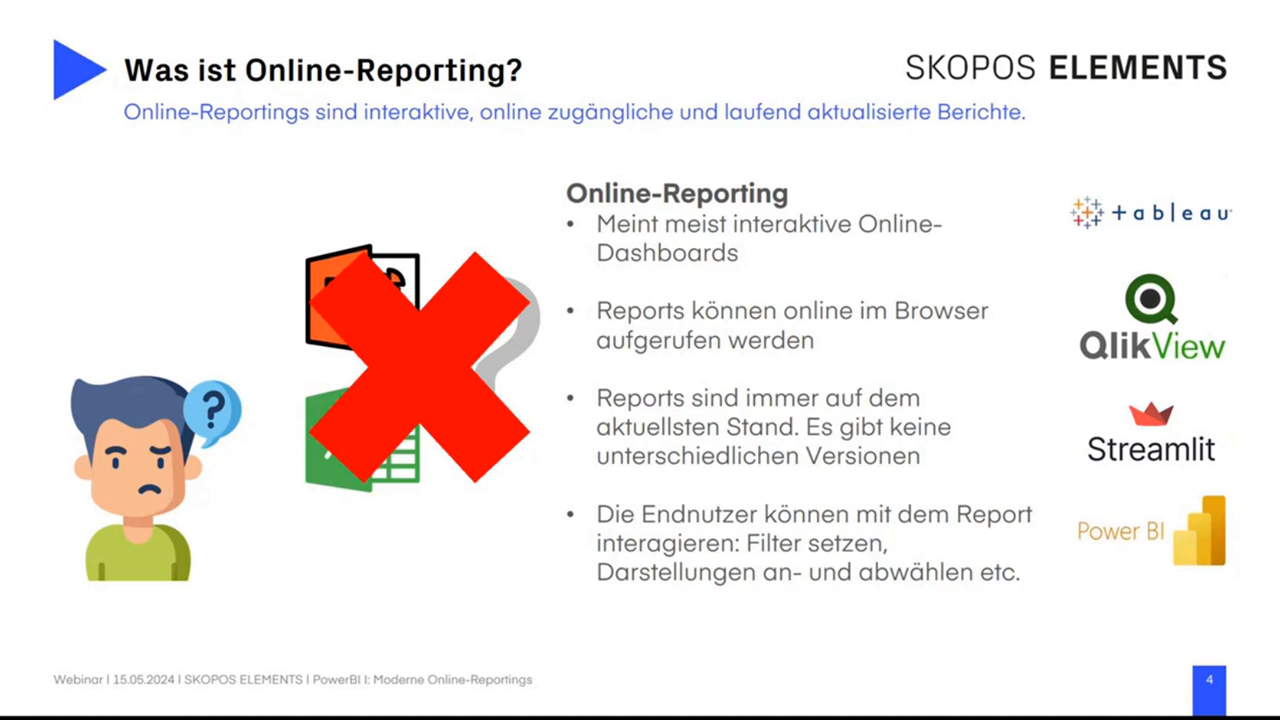 Was ist Online-Reporting?
SKOPOS ELEMENTS
Online-Reportings sind interaktive, online zugängliche und laufend aktualisierte Berichte.
Online-Reporting
• Meint meist interaktive Online-
Dashboards
• Reports können online im Browser
aufgerufen werden
• Reports sind immer auf dem
aktuellsten Stand. Es gibt keine
unterschiedlichen Versionen
• Die Endnutzer können mit dem Report
interagieren: Filter setzen,
Darstellungen an- und abwählen etc.
+ableau
QlikView
Streamlit
Power BI
?
?
Webinar | 15.05.2024 | SKOPOS ELEMENTS | PowerBI I: Moderne Online-Reportings
4